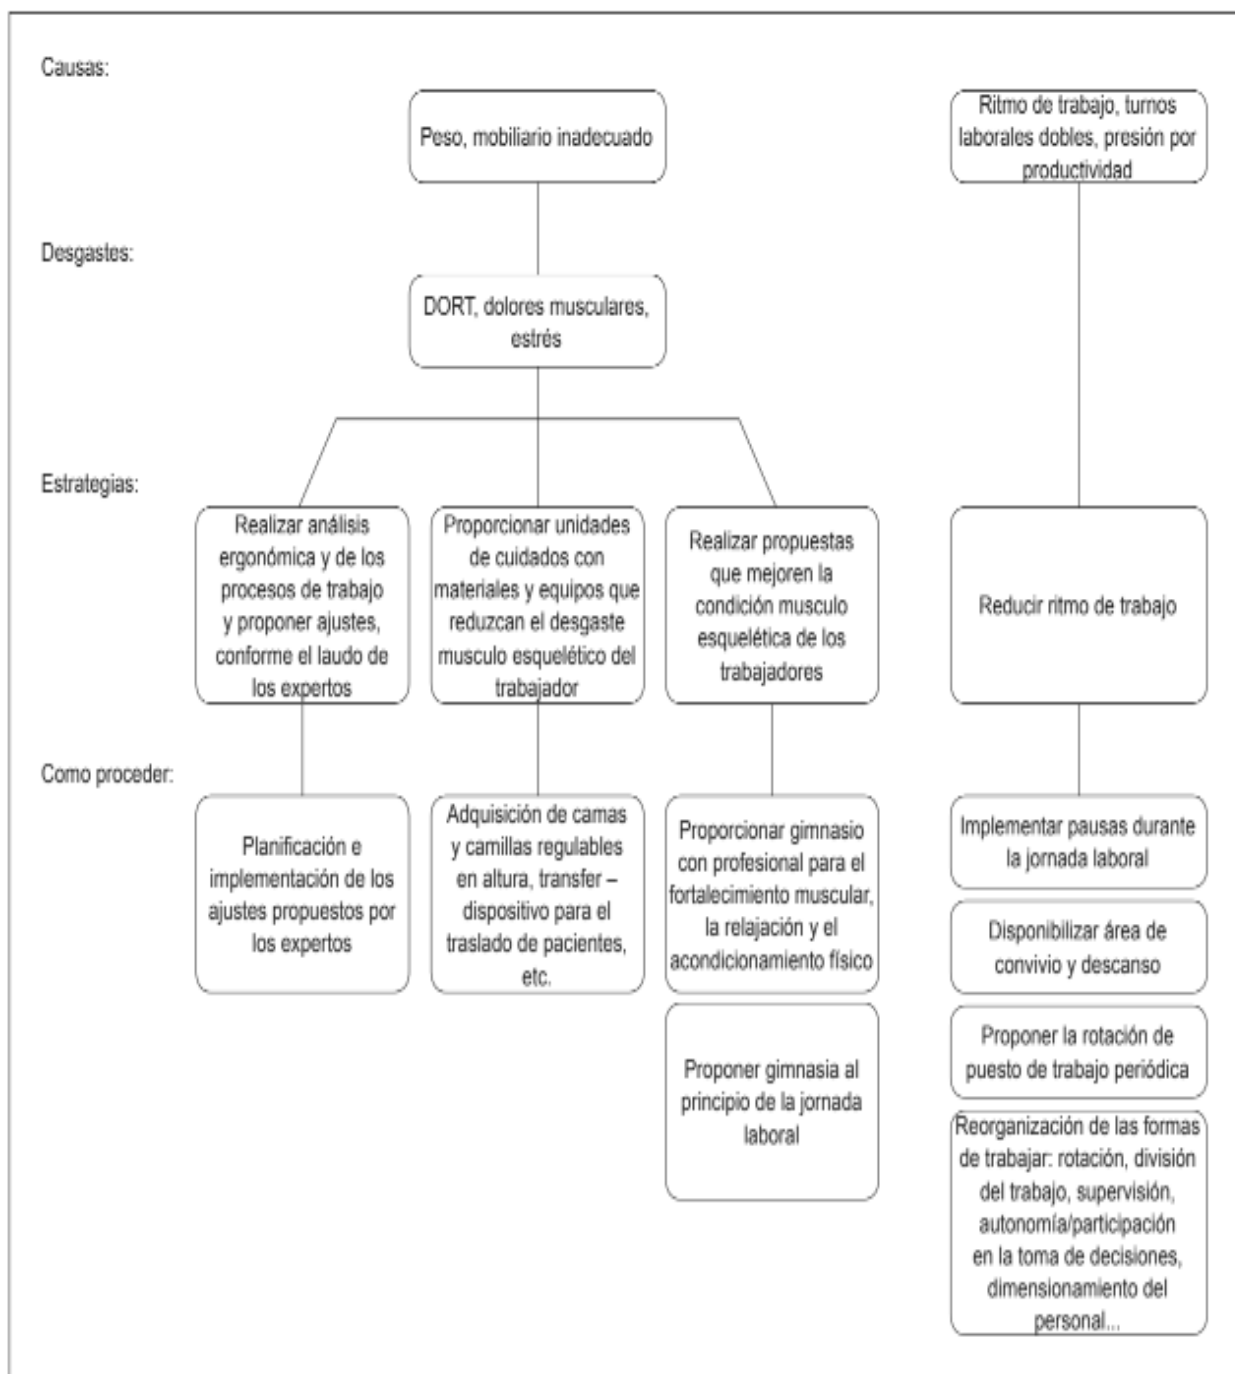 Causas:
Peso, mobiliario inadecuado
Ritmo de trabajo, turnos
laborales dobles, presión por
productividad
Desgastes:
DORT, dolores musculares,
estrés
Estrategias:
Realizar análisis
ergonómica y de los
procesos de trabajo
y proponer ajustes,
conforme el laudo de
los expertos
Proporcionar unidades
de cuidados con
materiales y equipos que
reduzcan el desgaste
musculo esquelético del
trabajador
Realizar propuestas
que mejoren la
condición musculo
esquelética de los
trabajadores
Reducir ritmo de trabajo
Como proceder:
Planificación e
implementación de los
ajustes propuestos por
los expertos
Adquisición de camas
y camillas regulables
en altura, transfer –
dispositivo para el
traslado de pacientes,
etc.
Proporcionar gimnasio
con profesional para el
fortalecimiento muscular,
la relajación y el
acondicionamiento físico
Proponer gimnasia al
principio de la jornada
laboral
Implementar pausas durante
la jornada laboral
Disponibilizar área de
convivio y descanso
Proponer la rotación de
puesto de trabajo periódica
Reorganización de las formas
de trabajar: rotación, división
del trabajo, supervisión,
autonomía/participación
en la toma de decisiones,
dimensionamiento del
personal...